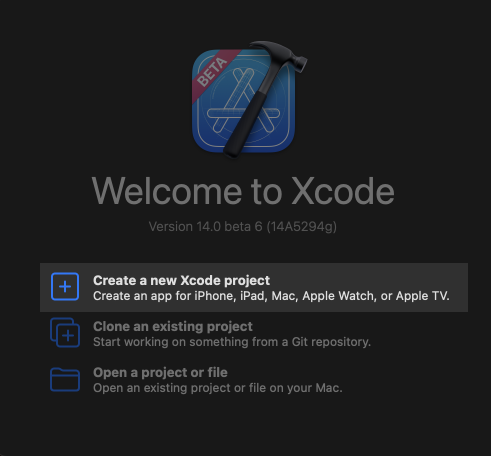 BETA
Welcome to Xcode
Version 14.0 beta 6 (14A5294g)
Create a new Xcode project
Create an app for iPhone, iPad, Mac, Apple Watch, or Apple TV.
Clone an existing project
Start working on something from a Git repository.
Open a project or file
Open an existing project or file on your Mac.